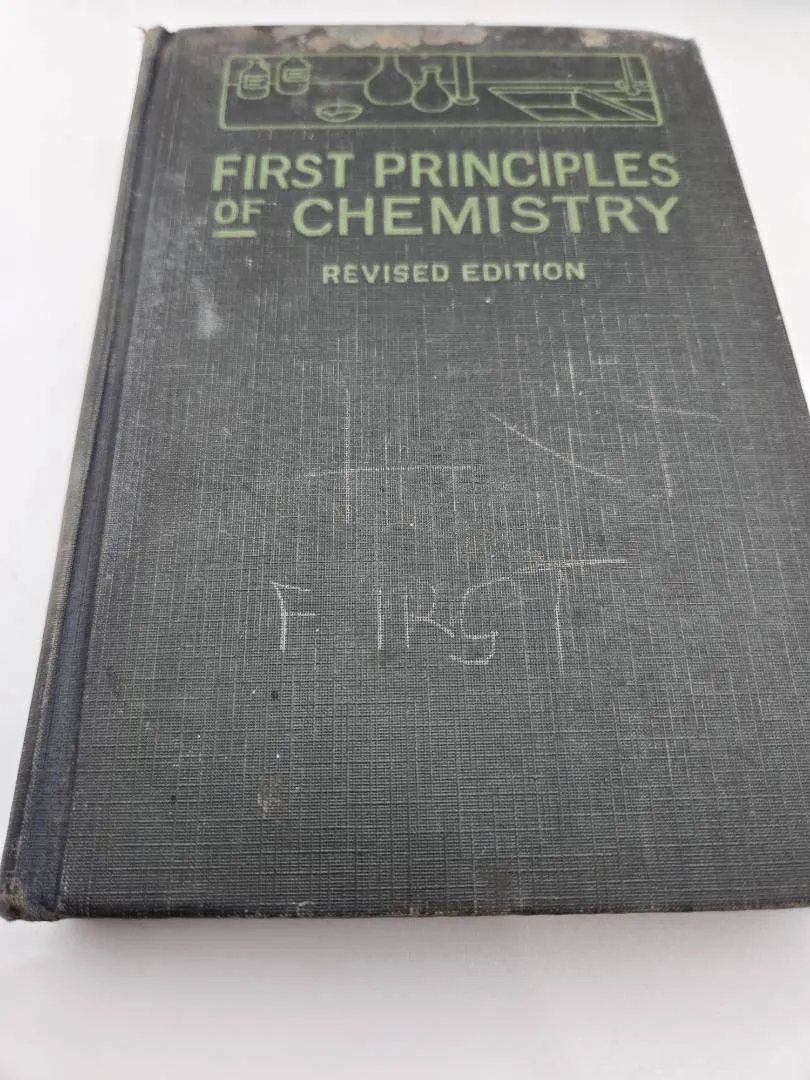 FIRST PRINCIPLES
OF CHEMISTRY
REVISED EDITION
FIRST